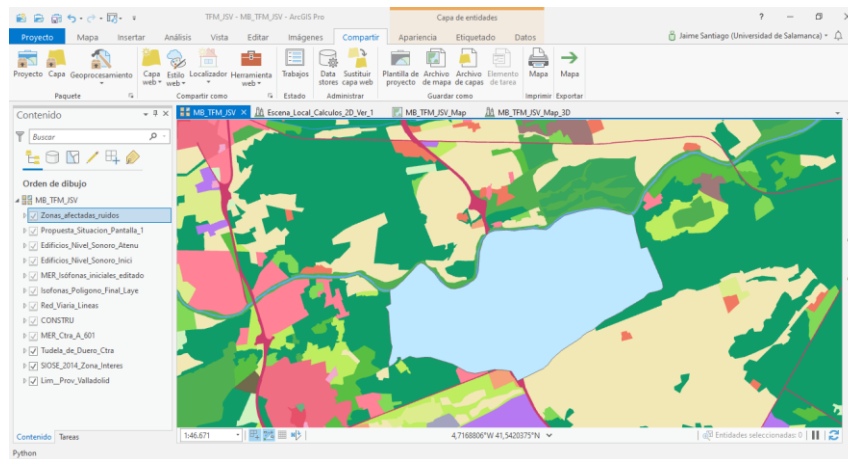 TFM_JSV - MB_TFM_JSV - ArcGIS Pro
Capa de entidades
?
Proyecto Mapa Insertar Análisis Vista Editar Imágenes Compartir Apariencia Etiquetado Datos
Jaime Santiago (Universidad de Salamanca)
Proyecto Capa Geoprocesamiento
Capa web Estilo web Localizador Herramienta web
Trabajos
Data stores Sustituir capa web
Plantilla de proyecto Archivo de mapa Archivo de capas Elemento de tarea
Mapa Mapa
Paquete Compartir como Estado Administrar Guardar como Imprimir Exportar
Contenido
MB_TFM_JSV Escena_Local_Calculos_2D_Ver_1 MB_TFM_JSV_Map MB_TFM_JSV_Map_3D
Buscar
Orden de dibujo
MB_TFM_JSV
Zonas_efectadas_ruidos
Propuesta_Situacion_Pantalla_1
Edificios_Nivel_Sonoro_Atenu
Edificios_Nivel_Sonoro_Inici
MER_Isófonas_iniciales_editado
Isofonas_Poligono_Final_Laye
Red_Viaria_Lineas
CONSTRU
MER_Ctra_A_601
Tudela_de_Duero_Ctra
SIOSE_2014_Zona_Interes
Lim__Prov_Valladolid
Contenido Tareas
1:46.671
4,7168806°W 41,5420375°N
Entidades seleccionadas: 0
Python